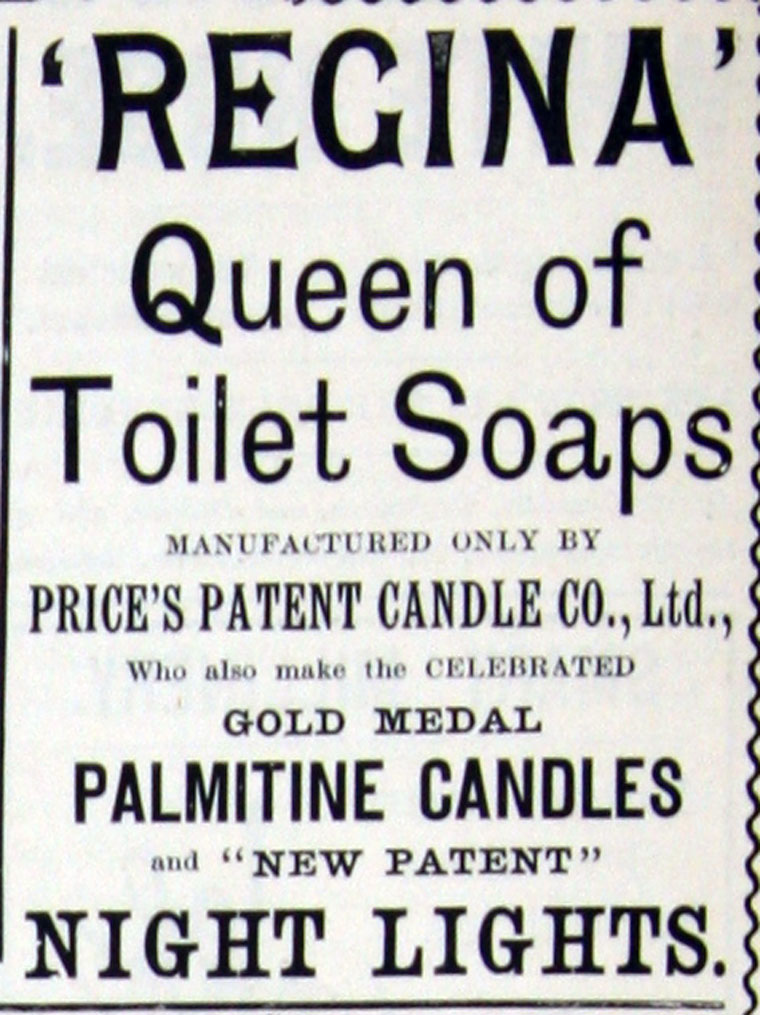 ‘REGINA’
Queen of
Toilet Soaps
MANUFACTURED ONLY BY
PRICE'S PATENT CANDLE CO., Ltd.,
Who also make the CELEBRATED
GOLD MEDAL
PALMITINE CANDLES
and “NEW PATENT”
NIGHT LIGHTS.